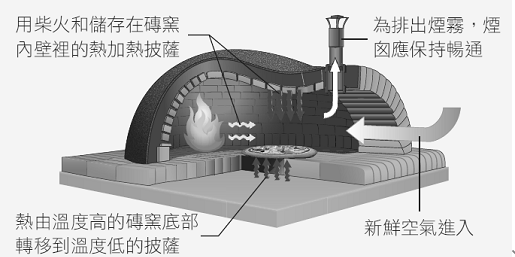 用柴火和儲存在磚窯
內壁裡的熱加熱披薩
為排出煙霧，煙
囪應保持暢通
熱由溫度高的磚窯底部
轉移到溫度低的披薩
新鮮空氣進入